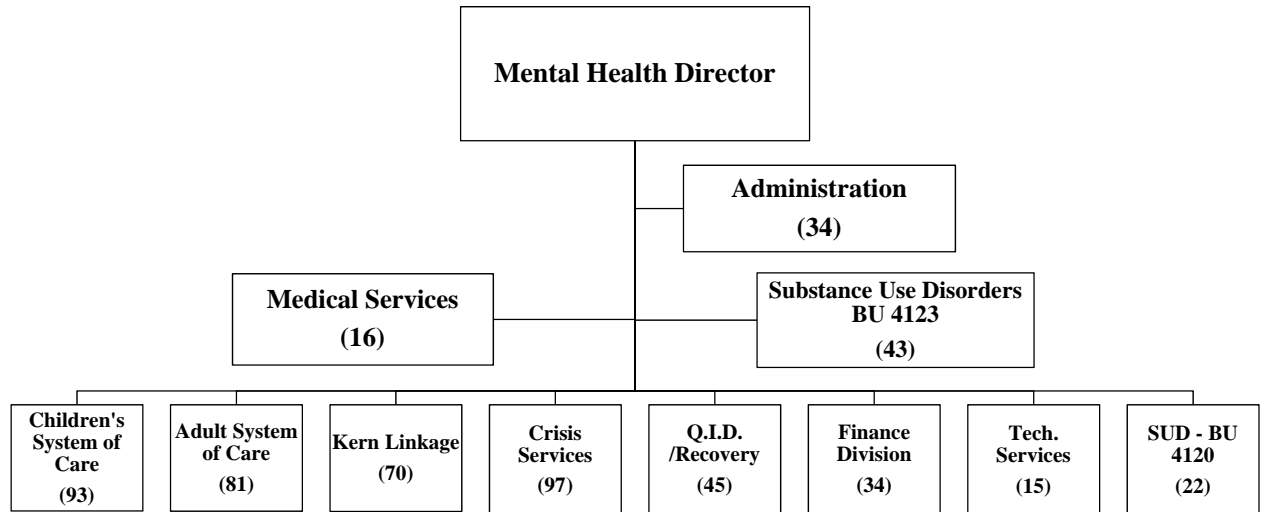 Mental Health Director
Administration
(34)
Medical Services
(16)
Substance Use Disorders
BU 4123
(43)
Children's
System of
Care
(93)
Adult System
of Care
(81)
Kern Linkage
(70)
Crisis
Services
(97)
Q.I.D.
/Recovery
(45)
Finance
Division
(34)
Tech.
Services
(15)
SUD - BU
4120
(22)